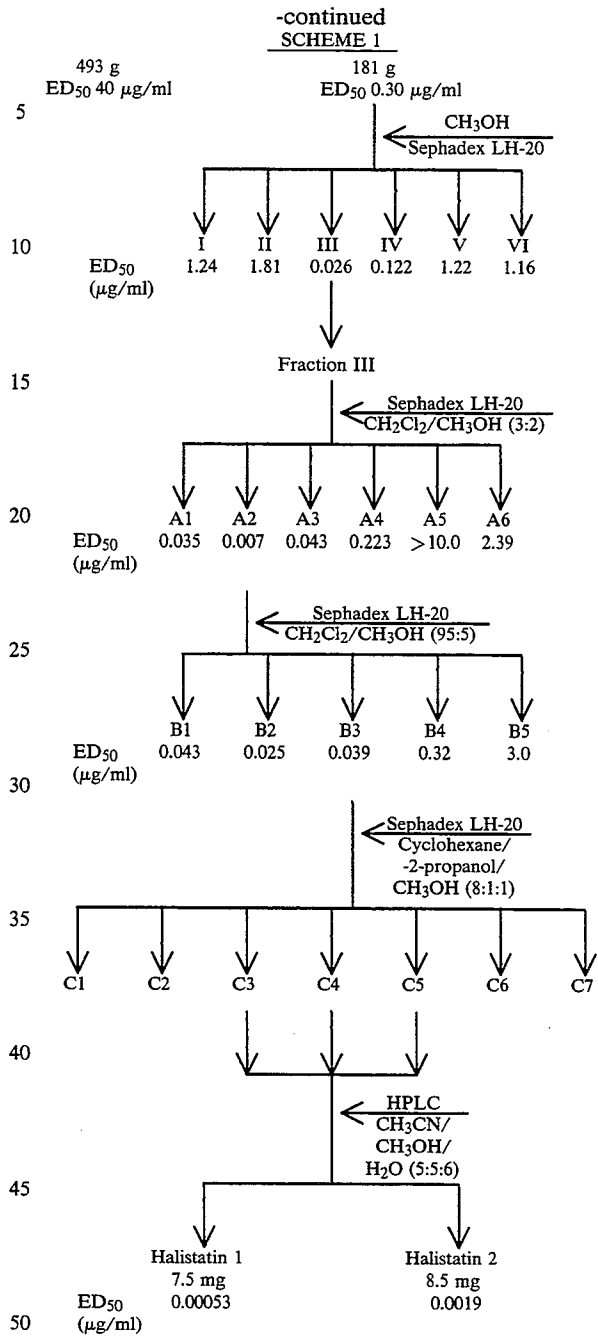 -continued
SCHEME 1
493 g 181 g
ED50 40 µg/ml ED50 0.30 µg/ml
5
CH3OH
Sephadex LH-20
10
I II III IV V VI
ED50 1.24 1.81 0.026 0.122 1.22 1.16
(µg/ml)
Fraction III
15
Sephadex LH-20
CH2Cl2/CH3OH (3:2)
20
A1 A2 A3 A4 A5 A6
ED50 0.035 0.007 0.043 0.223 >10.0 2.39
(µg/ml)
Sephadex LH-20
CH2Cl2/CH3OH (95:5)
25
B1 B2 B3 B4 B5
ED50 0.043 0.025 0.039 0.32 3.0
(µg/ml)
30
Sephadex LH-20
Cyclohexane/
-2-propanol/
CH3OH (8:1:1)
35
C1 C2 C3 C4 C5 C6 C7
40
HPLC
CH3CN/
CH3OH/
H2O (5:5:6)
45
Halistatin 1 Halistatin 2
7.5 mg 8.5 mg
ED50 0.00053 0.0019
(µg/ml)
50